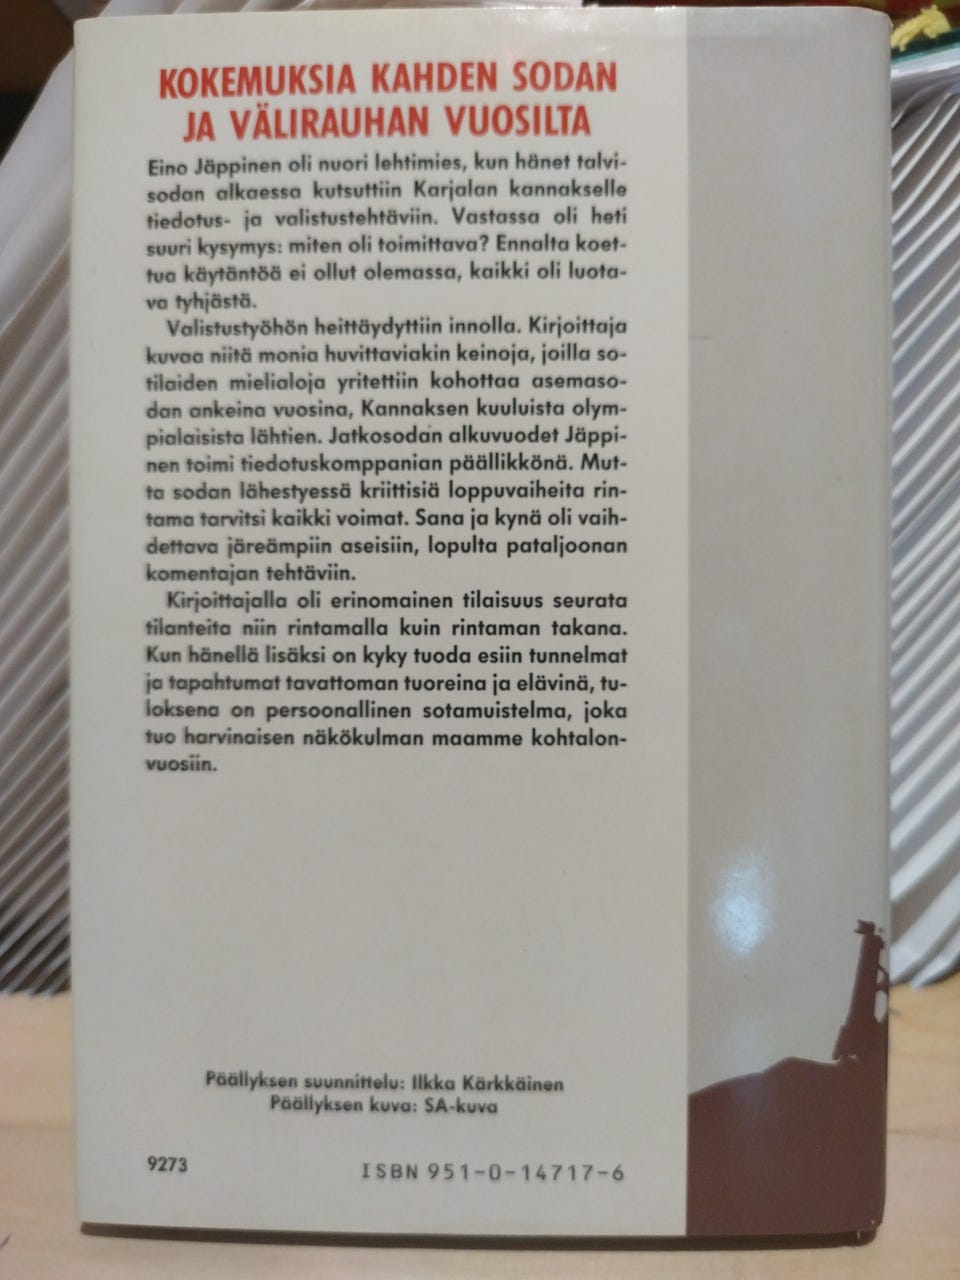 KOKEMUKSIA KAHDEN SODAN
JA VÄLIRAUHAN VUOSILTA
Eino Jäppinen oli nuori lehtimies, kun hänet talvi-
sodan alkaessa kutsuttiin Karjalan kannakselle
tiedotus- ja valistustehtäviin. Vastassa oli heti
suuri kysymys: miten oli toimittava? Ennalta koet-
tua käytäntöä ei ollut olemassa, kaikki oli luota-
va tyhjästä.
Valistustyöhön heittäydyttiin innolla. Kirjoittaja
kuvaa niitä monia huvittaviakin keinoja, joilla so-
tilaiden mielialoja yritettiin kohottaa asemaso-
dan ankeina vuosina, Kannaksen kuuluista olym-
pialaisista lähtien. Jatkosodan alkuvuodet Jäppi-
nen toimi tiedotuskomppanian päällikkönä. Mut-
ta sodan lähestyessä kriittisiä loppuvaiheita rin-
tama tarvitsi kaikki voimat. Sana ja kynä oli vaih-
dettava järeämpiin aseisiin, lopulta pataljoonan
komentajan tehtäviin.
Kirjoittajalla oli erinomainen tilaisuus seurata
tilanteita niin rintamalla kuin rintaman takana.
Kun hänellä lisäksi on kyky tuoda esiin tunnelmat
ja tapahtumat tavattoman tuoreina ja elävinä, tu-
loksena on persoonallinen sotamuistelma, joka
tuo harvinaisen näkökulman maamme kohtalon-
vuosiin.
Päällyksen suunnittelu: Ilkka Kärkkäinen
Päällyksen kuva: SA-kuva
9273 ISBN 951-0-14717-6